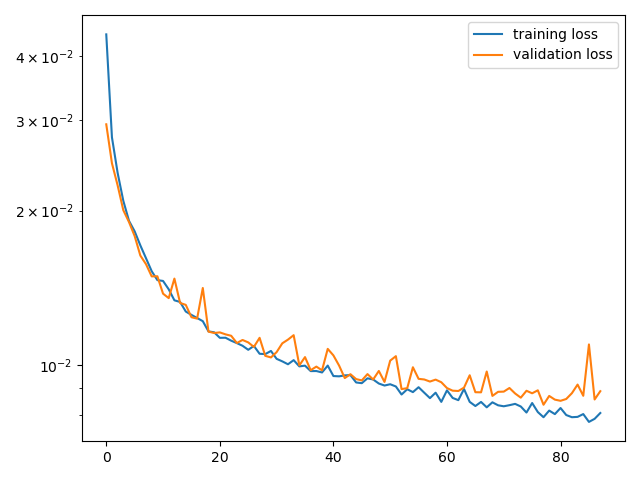 training loss
validation loss
4 × 10⁻²
3 × 10⁻²
2 × 10⁻²
10⁻²
0 20 40 60 80